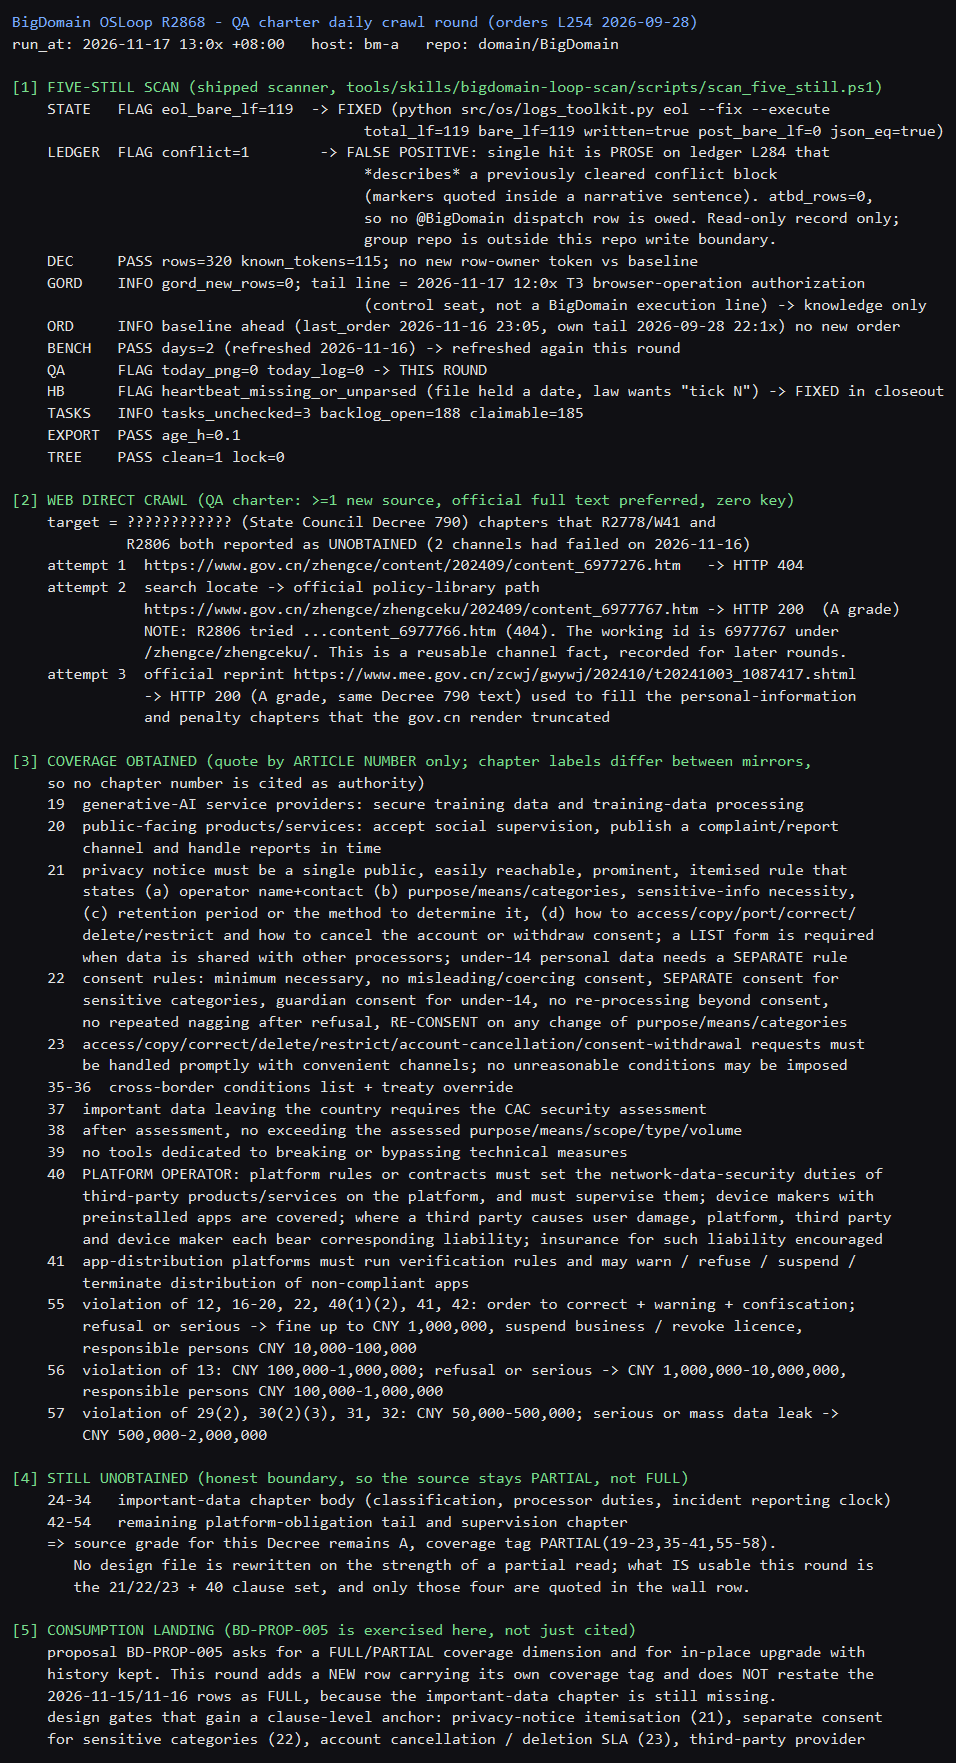 BigDomain OSLoop R2868 - QA charter daily crawl round (orders L254 2026-09-28)
run_at: 2026-11-17 13:0x +08:00   host: bm-a   repo: domain/BigDomain
[1] FIVE-STILL SCAN (shipped scanner, tools/skills/bigdomain-loop-scan/scripts/scan_five_still.ps1)
STATE   FLAG eol_bare_lf=119  -> FIXED (python src/os/logs_toolkit.py eol --fix --execute
total_lf=119 bare_lf=119 written=true post_bare_lf=0 json_eq=true)
LEDGER  FLAG conflict=1        -> FALSE POSITIVE: single hit is PROSE on ledger L284 that
*describes* a previously cleared conflict block
(markers quoted inside a narrative sentence). atbd_rows=0,
so no @BigDomain dispatch row is owed. Read-only record only;
group repo is outside this repo write boundary.
DEC     PASS rows=320 known_tokens=115; no new row-owner token vs baseline
GORD    INFO gord_new_rows=0; tail line = 2026-11-17 12:0x T3 browser-operation authorization
(control seat, not a BigDomain execution line) -> knowledge only
ORD     INFO baseline ahead (last_order 2026-11-16 23:05, own tail 2026-09-28 22:1x) no new order
BENCH   PASS days=2 (refreshed 2026-11-16) -> refreshed again this round
QA      FLAG today_png=0 today_log=0 -> THIS ROUND
HB      FLAG heartbeat_missing_or_unparsed (file held a date, law wants "tick N") -> FIXED in closeout
TASKS   INFO tasks_unchecked=3 backlog_open=188 claimable=185
EXPORT  PASS age_h=0.1
TREE    PASS clean=1 lock=0
[2] WEB DIRECT CRAWL (QA charter: >=1 new source, official full text preferred, zero key)
target = ???????????? (State Council Decree 790) chapters that R2778/W41 and
R2806 both reported as UNOBTAINED (2 channels had failed on 2026-11-16)
attempt 1  https://www.gov.cn/zhengce/content/202409/content_6977276.htm   -> HTTP 404
attempt 2  search locate -> official policy-library path
https://www.gov.cn/zhengce/zhengceku/202409/content_6977767.htm -> HTTP 200  (A grade)
NOTE: R2806 tried ...content_6977766.htm (404). The working id is 6977767 under
/zhengce/zhengceku/. This is a reusable channel fact, recorded for later rounds.
attempt 3  official reprint https://www.mee.gov.cn/zcwj/gwywj/202410/t20241003_1087417.shtml
-> HTTP 200 (A grade, same Decree 790 text) used to fill the personal-information
and penalty chapters that the gov.cn render truncated
[3] COVERAGE OBTAINED (quote by ARTICLE NUMBER only; chapter labels differ between mirrors,
so no chapter number is cited as authority)
19  generative-AI service providers: secure training data and training-data processing
20  public-facing products/services: accept social supervision, publish a complaint/report
channel and handle reports in time
21  privacy notice must be a single public, easily reachable, prominent, itemised rule that
states (a) operator name+contact (b) purpose/means/categories, sensitive-info necessity,
(c) retention period or the method to determine it, (d) how to access/copy/port/correct/
delete/restrict and how to cancel the account or withdraw consent; a LIST form is required
when data is shared with other processors; under-14 personal data needs a SEPARATE rule
22  consent rules: minimum necessary, no misleading/coercing consent, SEPARATE consent for
sensitive categories, guardian consent for under-14, no re-processing beyond consent,
no repeated nagging after refusal, RE-CONSENT on any change of purpose/means/categories
23  access/copy/correct/delete/restrict/account-cancellation/consent-withdrawal requests must
be handled promptly with convenient channels; no unreasonable conditions may be imposed
35-36  cross-border conditions list + treaty override
37  important data leaving the country requires the CAC security assessment
38  after assessment, no exceeding the assessed purpose/means/scope/type/volume
39  no tools dedicated to breaking or bypassing technical measures
40  PLATFORM OPERATOR: platform rules or contracts must set the network-data-security duties of
third-party products/services on the platform, and must supervise them; device makers with
preinstalled apps are covered; where a third party causes user damage, platform, third party
and device maker each bear corresponding liability; insurance for such liability encouraged
41  app-distribution platforms must run verification rules and may warn / refuse / suspend /
terminate distribution of non-compliant apps
55  violation of 12, 16-20, 22, 40(1)(2), 41, 42: order to correct + warning + confiscation;
refusal or serious -> fine up to CNY 1,000,000, suspend business / revoke licence,
responsible persons CNY 10,000-100,000
56  violation of 13: CNY 100,000-1,000,000; refusal or serious -> CNY 1,000,000-10,000,000,
responsible persons CNY 100,000-1,000,000
57  violation of 29(2), 30(2)(3), 31, 32: CNY 50,000-500,000; serious or mass data leak ->
CNY 500,000-2,000,000
[4] STILL UNOBTAINED (honest boundary, so the source stays PARTIAL, not FULL)
24-34   important-data chapter body (classification, processor duties, incident reporting clock)
42-54   remaining platform-obligation tail and supervision chapter
=> source grade for this Decree remains A, coverage tag PARTIAL(19-23,35-41,55-58).
No design file is rewritten on the strength of a partial read; what IS usable this round is
the 21/22/23 + 40 clause set, and only those four are quoted in the wall row.
[5] CONSUMPTION LANDING (BD-PROP-005 is exercised here, not just cited)
proposal BD-PROP-005 asks for a FULL/PARTIAL coverage dimension and for in-place upgrade with
history kept. This round adds a NEW row carrying its own coverage tag and does NOT restate the
2026-11-15/11-16 rows as FULL, because the important-data chapter is still missing.
design gates that gain a clause-level anchor: privacy-notice itemisation (21), separate consent
for sensitive categories (22), account cancellation / deletion SLA (23), third-party provider